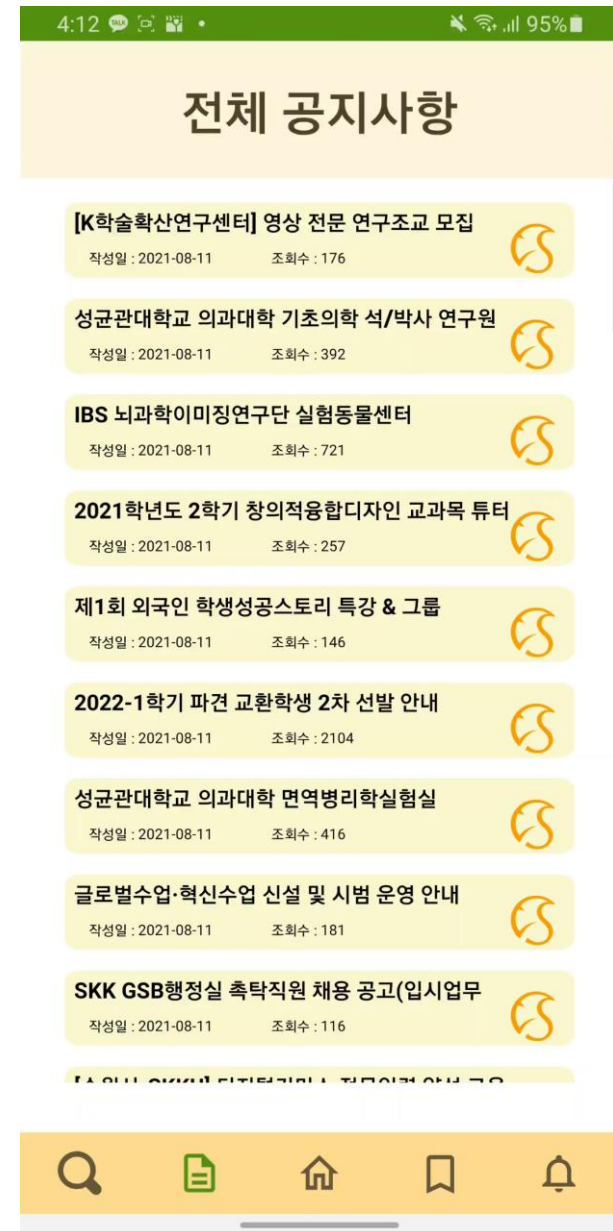 4:12 TALK 95%
전체 공지사항
[K학술확산연구센터] 영상 전문 연구조교 모집
작성일 : 2021-08-11 조회수 : 176
성균관대학교 의과대학 기초의학 석/박사 연구원
작성일 : 2021-08-11 조회수 : 392
IBS 뇌과학이미징연구단 실험동물센터
작성일 : 2021-08-11 조회수 : 721
2021학년도 2학기 창의적융합디자인 교과목 튜터
작성일 : 2021-08-11 조회수 : 257
제1회 외국인 학생성공스토리 특강 & 그룹
작성일 : 2021-08-11 조회수 : 146
2022-1학기 파견 교환학생 2차 선발 안내
작성일 : 2021-08-11 조회수 : 2104
성균관대학교 의과대학 면역병리학실험실
작성일 : 2021-08-11 조회수 : 416
글로벌수업·혁신수업 신설 및 시범 운영 안내
작성일 : 2021-08-11 조회수 : 181
SKK GSB행정실 촉탁직원 채용 공고(입시업무
작성일 : 2021-08-11 조회수 : 116